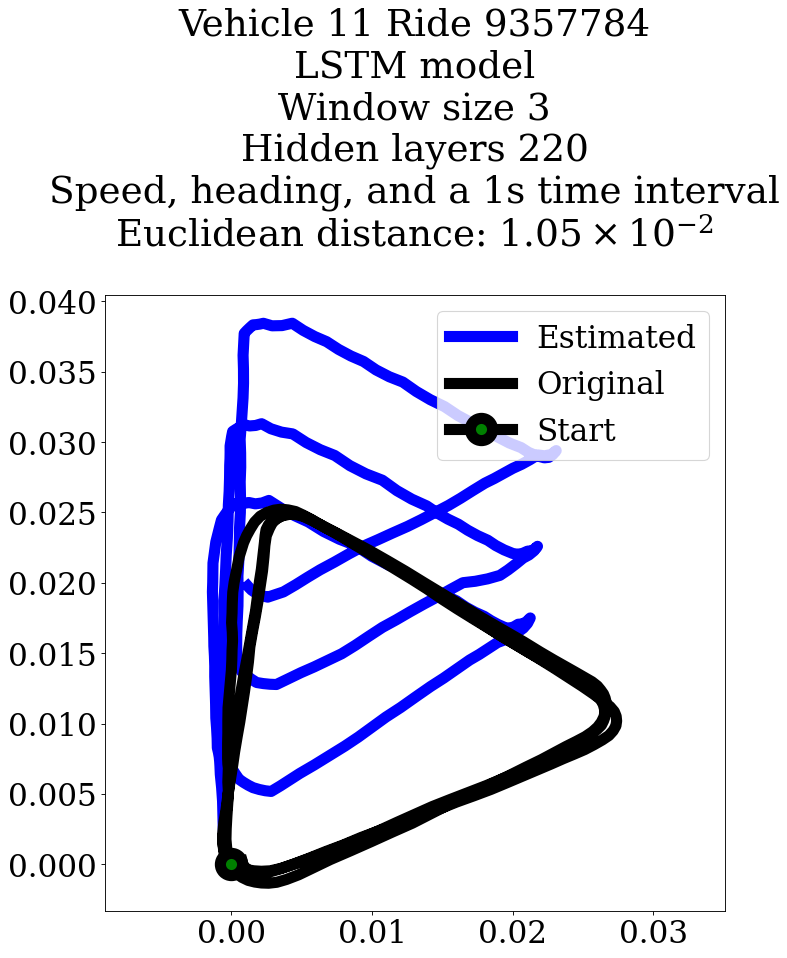 Vehicle 11 Ride 9357784
LSTM model
Window size 3
Hidden layers 220
Speed, heading, and a 1s time interval
Euclidean distance: 1.05 × 10⁻²
0.040
0.035
0.030
0.025
0.020
0.015
0.010
0.005
0.000
Estimated
Original
Start
0.00 0.01 0.02 0.03